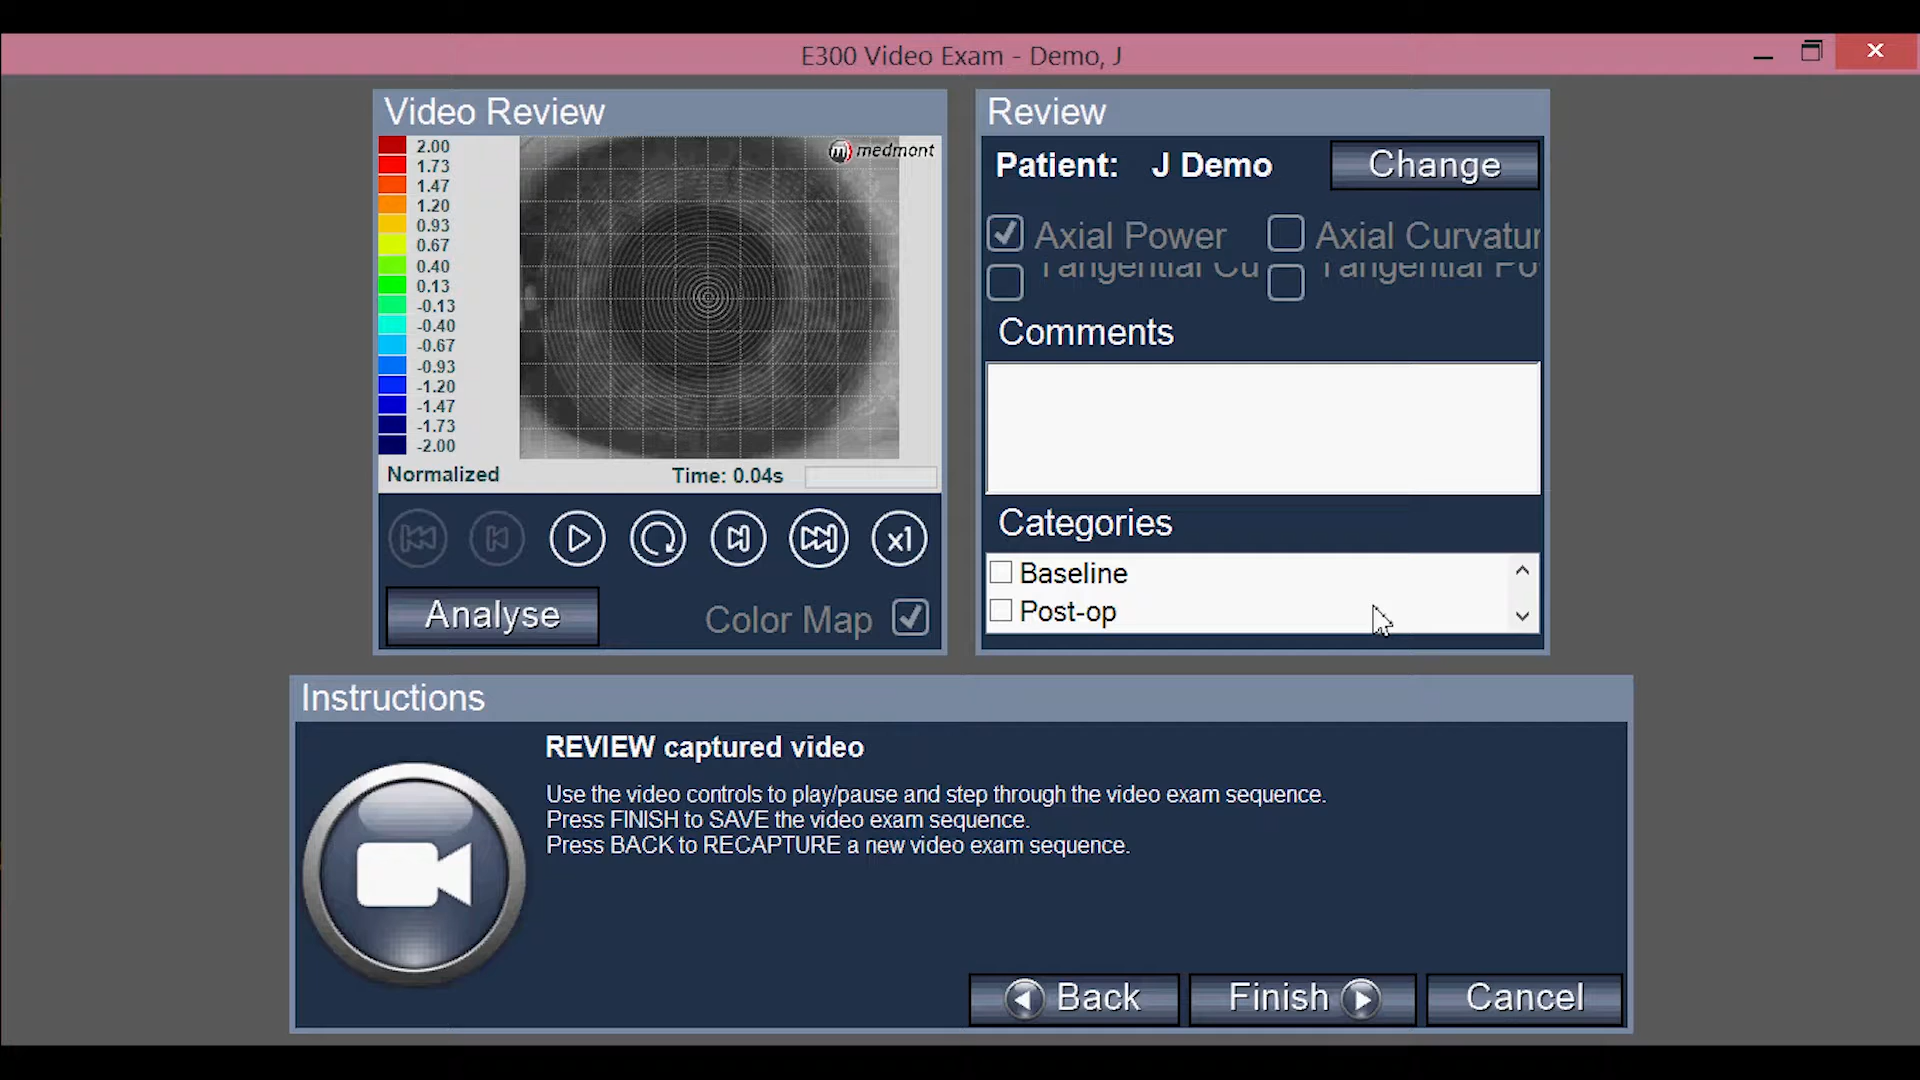 E300 Video Exam - Demo, J
Video Review
medmont
2.00
1.73
1.47
1.20
0.93
0.67
0.40
0.13
-0.13
-0.40
-0.67
-0.93
-1.20
-1.47
-1.73
-2.00
Normalized
Time: 0.04s
x1
Analyse
Color Map
Review
Patient: J Demo
Change
Axial Power
Axial Curvatur
Tangential Cu
Tangential Po
Comments
Categories
Baseline
Post-op
Instructions
REVIEW captured video
Use the video controls to play/pause and step through the video exam sequence.
Press FINISH to SAVE the video exam sequence.
Press BACK to RECAPTURE a new video exam sequence.
Back
Finish
Cancel